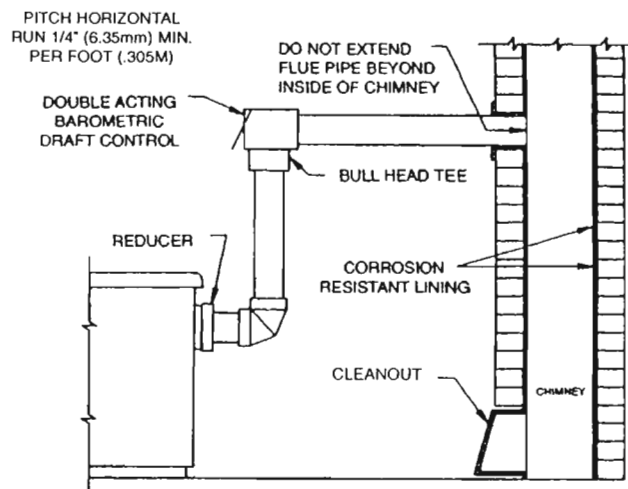 PITCH HORIZONTAL
RUN 1/4" (6.35mm) MIN.
PER FOOT (.305M)
DO NOT EXTEND
FLUE PIPE BEYOND
INSIDE OF CHIMNEY
DOUBLE ACTING
BAROMETRIC
DRAFT CONTROL
BULL HEAD TEE
REDUCER
CORROSION
RESISTANT LINING
CLEANOUT
CHIMNEY